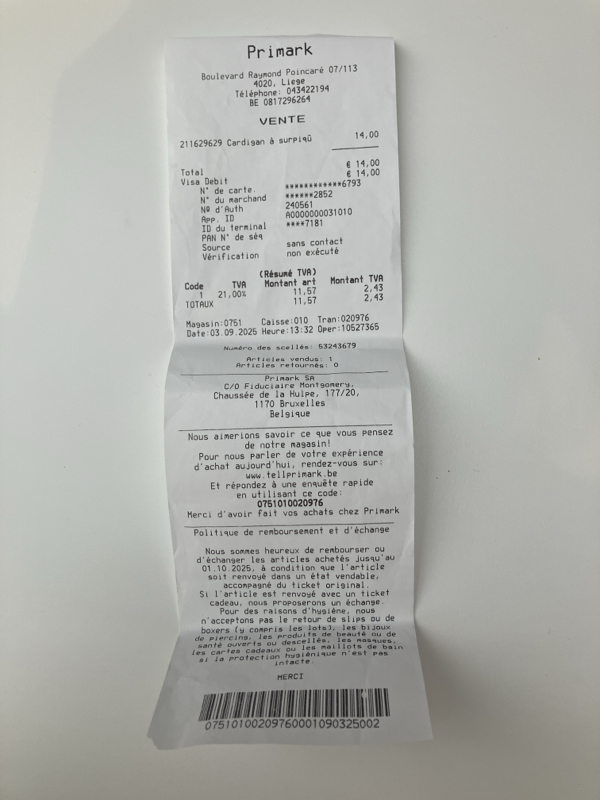 Primark
Boulevard Raymond Poincaré 07/113
4020, Liege
Téléphone: 043422194
BE 0817296264
VENTE
211629629 Cardigan à surpiqû 14,00
Total € 14,00
Visa Debit € 14,00
N° de carte. ************6793
N° du marchand ******2852
Nº d'Auth 240561
App. ID A0000000031010
ID du terminal ****7181
PAN N° de séq
Source sans contact
Vérification non exécuté
(Résumé TVA)
Code TVA Montant art Montant TVA
1 21,00% 11,57 2,43
TOTAUX 11,57 2,43
Magasin:0751 Caisse:010 Tran:020976
Date:03.09.2025 Heure:13:32 Oper:10527365
Numéro des scellés: 63243679
Articles vendus: 1
Articles retournés: 0
Primark SA
C/O Fiduciaire Montgomery,
Chaussée de la Hulpe, 177/20,
1170 Bruxelles
Belgique
Nous aimerions savoir ce que vous pensez
de notre magasin!
Pour nous parler de votre expérience
d'achat aujourd'hui, rendez-vous sur:
www.tellprimark.be
Et répondez à une enquête rapide
en utilisant ce code:
0751010020976
Merci d'avoir fait vos achats chez Primark
Politique de remboursement et d'échange
Nous sommes heureux de rembourser ou
d'échanger les articles achetés jusqu'au
01.10.2025, à condition que l'article
soit renvoyé dans un état vendable,
accompagné du ticket original.
Si l'article est renvoyé avec un ticket
cadeau, nous proposerons un échange.
Pour des raisons d'hygiène, nous
n'acceptons pas le retour de slips ou de
boxers (y compris les lots), les bijoux
de piercing, les produits de beauté ou de
santé ouverts ou descellés, les masques,
les cartes cadeaux ou les maillots de bain
si la protection hygiénique n'est pas
intacte.
MERCI
07510100209760001090325002